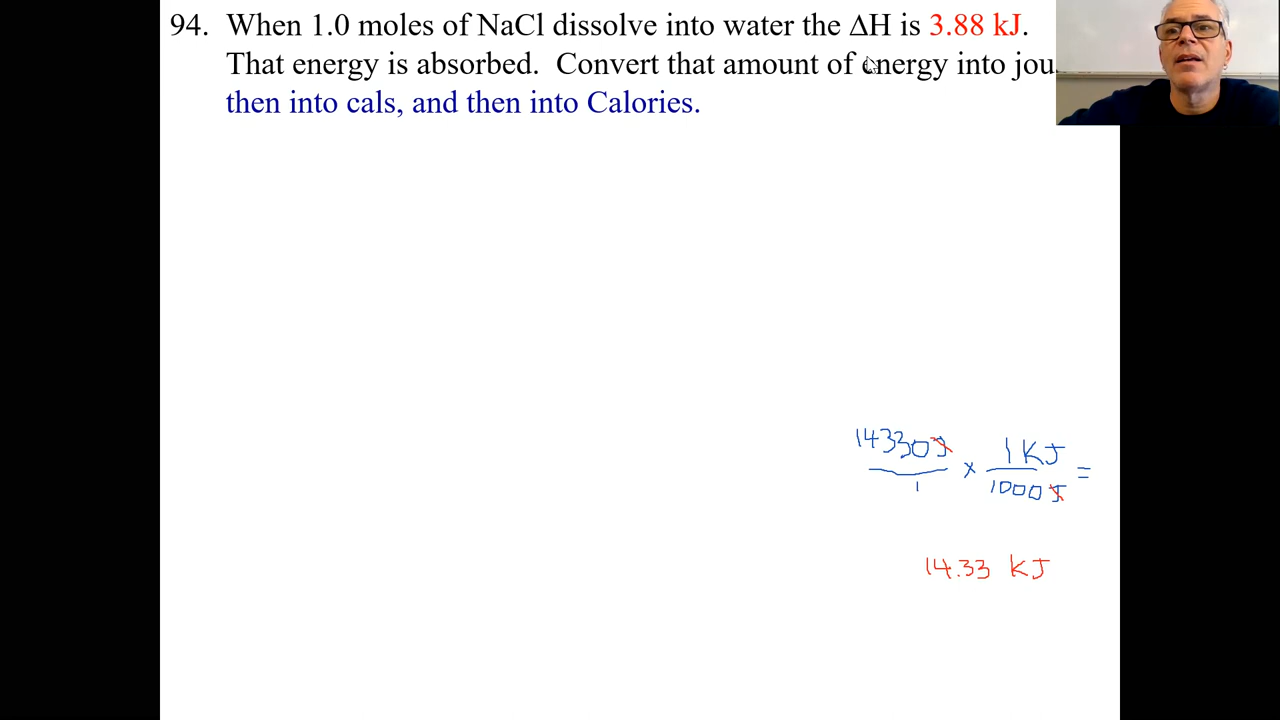 94. When 1.0 moles of NaCl dissolve into water the ΔH is 3.88 kJ.
That energy is absorbed. Convert that amount of energy into jou
then into cals, and then into Calories.
14330 J / 1 × 1 KJ / 1000 J =
14.33 KJ